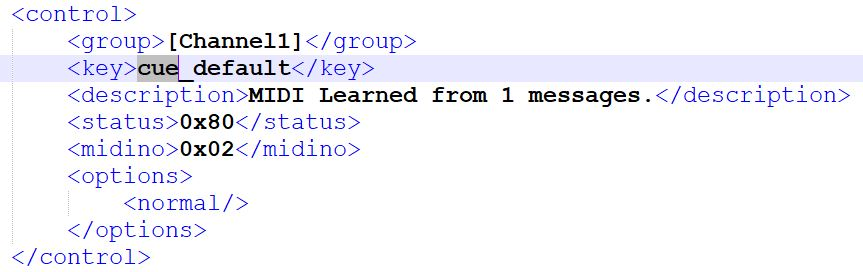 <control>
<group>[Channel1]</group>
<key>cue_default</key>
<description>MIDI Learned from 1 messages.</description>
<status>0x80</status>
<midino>0x02</midino>
<options>
<normal/>
</options>
</control>